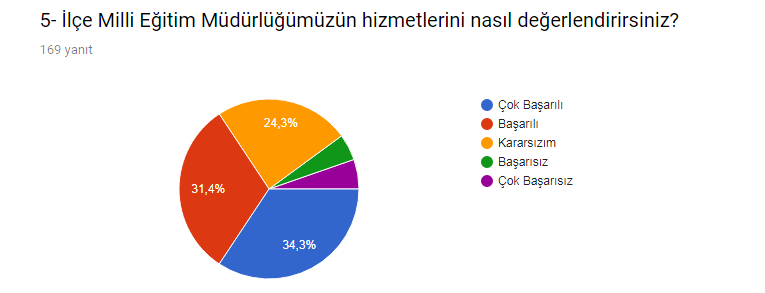 5- İlçe Milli Eğitim Müdürlüğümüzün hizmetlerini nasıl değerlendirirsiniz?
169 yanıt
24,3%
31,4%
34,3%
Çok Başarılı
Başarılı
Kararsızım
Başarısız
Çok Başarısız